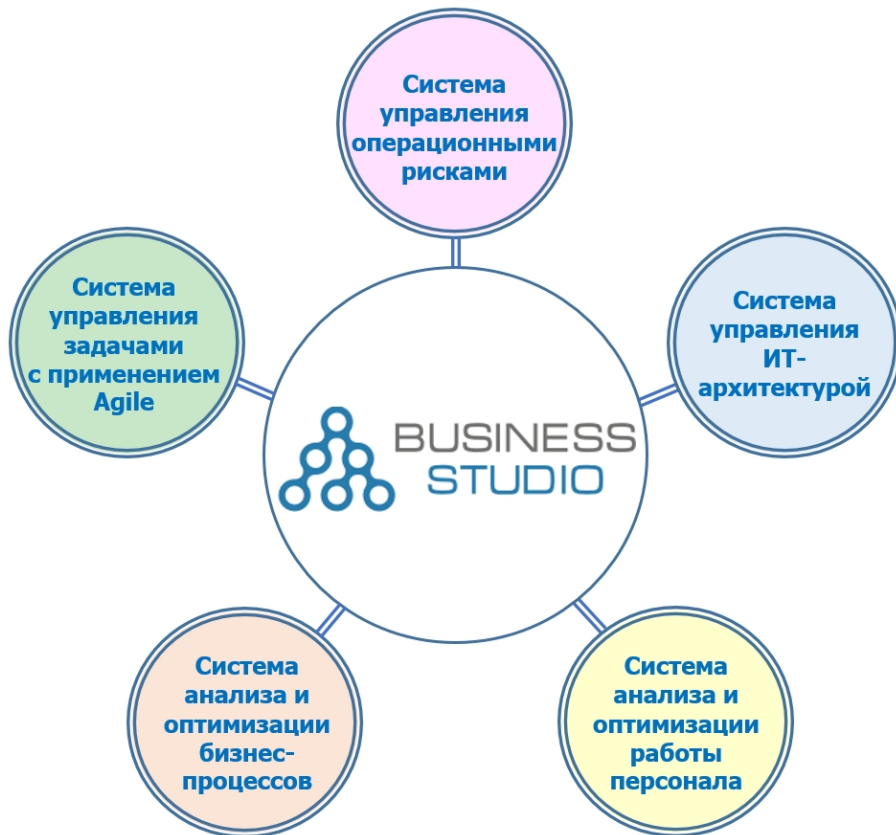 Система
управления
операционными
рисками
Система
управления
задачами
с применением
Agile
Система
управления
ИТ-
архитектурой
BUSINESS
STUDIO
Система
анализа и
оптимизации
бизнес-
процессов
Система
анализа и
оптимизации
работы
персонала